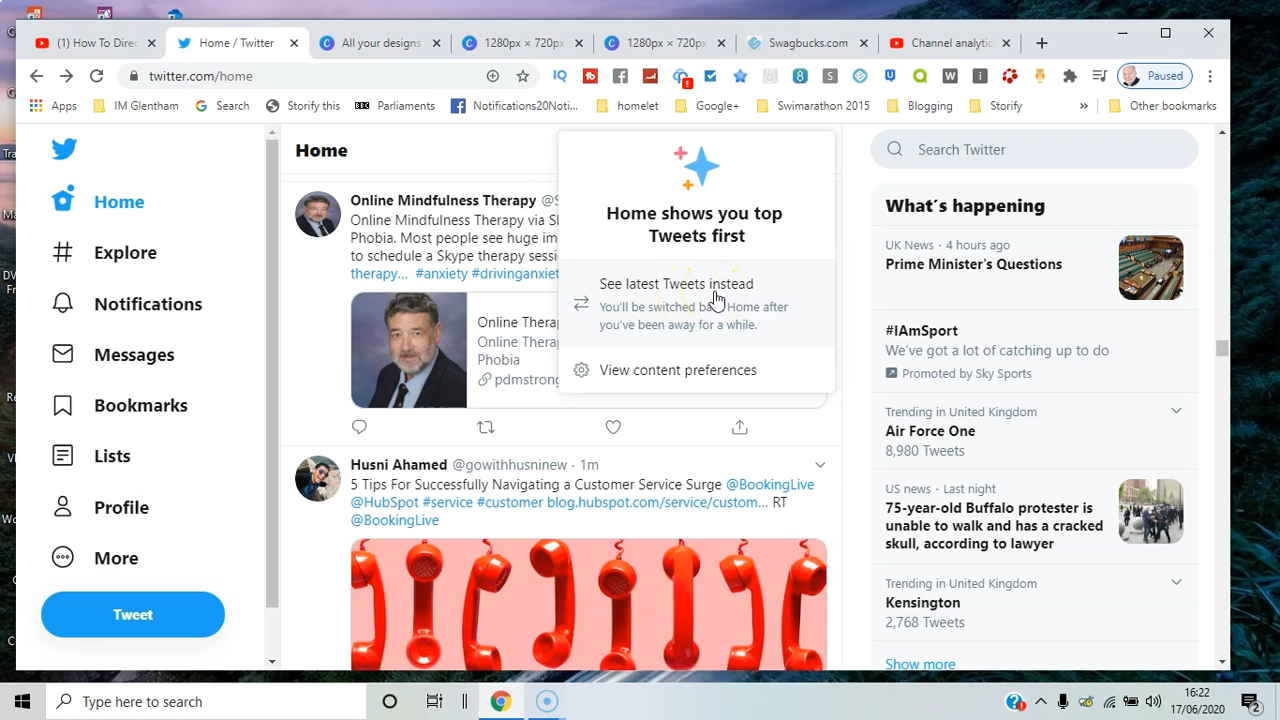 (1) How To Direc
Home / Twitter
All your designs
1280px × 720px
1280px × 720px
Swagbucks.com
Channel analytic
twitter.com/home
Paused
Apps
IM Glentham
Search
Storify this
Parliaments
Notifications20Noti...
homelet
Google+
Swimarathon 2015
Blogging
Storify
»
Other bookmarks
Home
Explore
Notifications
Messages
Bookmarks
Lists
Profile
More
Tweet
Home
Online Mindfulness Therapy @S
Online Mindfulness Therapy via Sk
Phobia. Most people see huge im
to schedule a Skype therapy sessi
therapy... #anxiety #drivinganxiet
Online Therap
Online Therap
Phobia
pdmstrong
Home shows you top
Tweets first
See latest Tweets instead
You'll be switched ba Home after
you've been away for a while.
View content preferences
Husni Ahamed @gowithhusninew · 1m
5 Tips For Successfully Navigating a Customer Service Surge @BookingLive
@HubSpot #service #customer blog.hubspot.com/service/custom... RT
@BookingLive
Search Twitter
What's happening
UK News · 4 hours ago
Prime Minister's Questions
#IAmSport
We've got a lot of catching up to do
Promoted by Sky Sports
Trending in United Kingdom
Air Force One
8,980 Tweets
US news · Last night
75-year-old Buffalo protester is
unable to walk and has a cracked
skull, according to lawyer
Trending in United Kingdom
Kensington
2,768 Tweets
Show more
Type here to search
16:22
17/06/2020
2